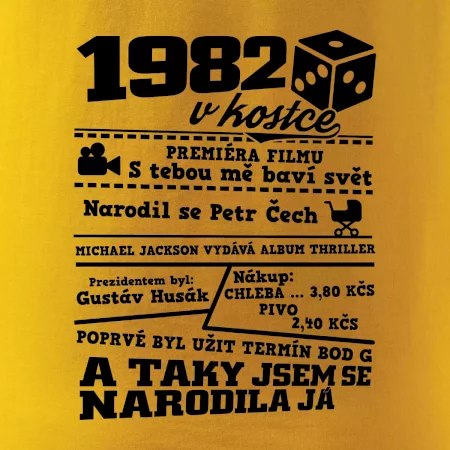 1982
v kostce
PREMIÉRA FILMU
S tebou mě baví svět
Narodil se Petr Čech
MICHAEL JACKSON VYDÁVÁ ALBUM THRILLER
Prezidentem byl:
Gustáv Husák
Nákup:
CHLEBA ... 3,80 KČS
PIVO
2,40 KČS
POPRVÉ BYL UŽIT TERMÍN BOD G
A TAKY JSEM SE
NARODILA JÁ